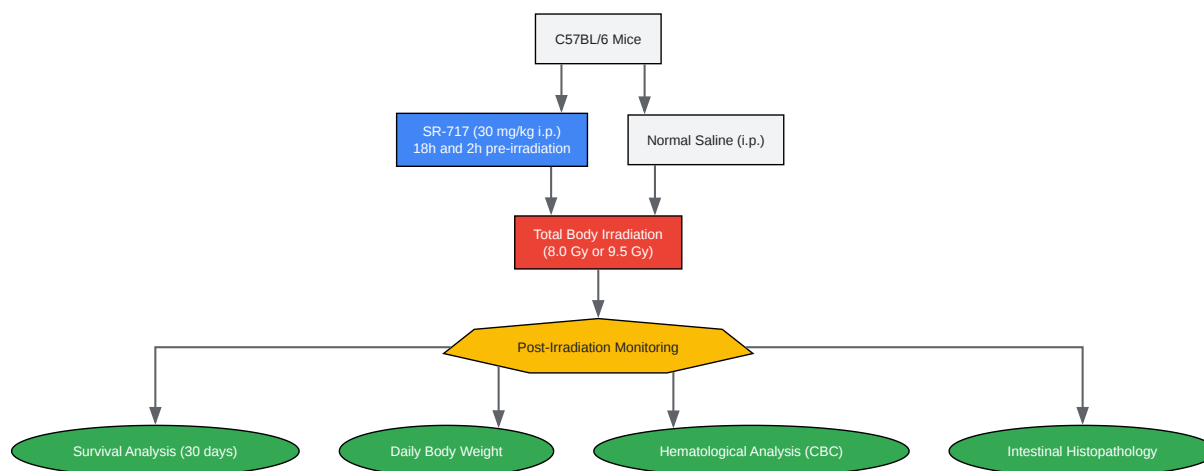 C57BL/6 Mice
SR-717 (30 mg/kg i.p.)
18h and 2h pre-irradiation
Normal Saline (i.p.)
Total Body Irradiation
(8.0 Gy or 9.5 Gy)
Post-Irradiation Monitoring
Survival Analysis (30 days)
Daily Body Weight
Hematological Analysis (CBC)
Intestinal Histopathology